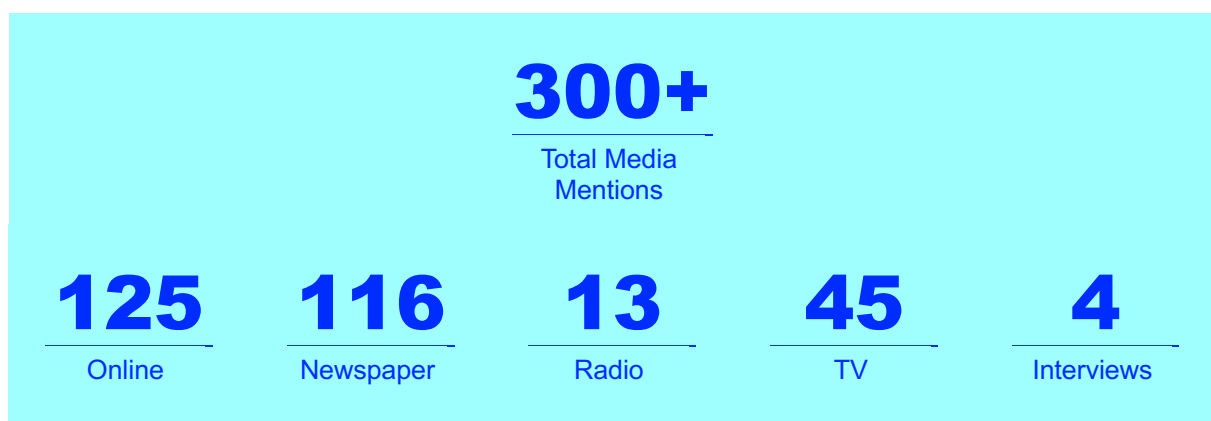 300+
Total Media
Mentions
125
116
13
45
4
Online
Newspaper
Radio
TV
Interviews